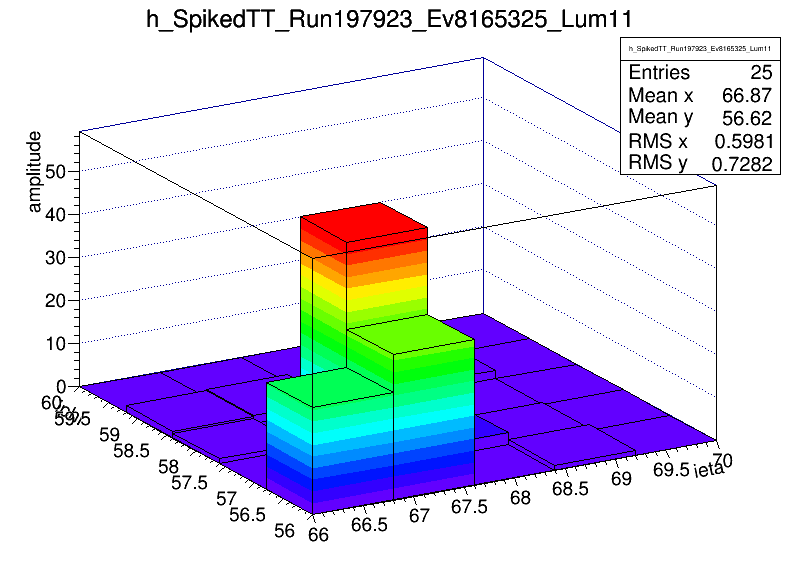 h_SpikedTT_Run197923_Ev8165325_Lum11
h_SpikedTT_Run197923_Ev8165325_Lum11
Entries 25
Mean x 66.87
Mean y 56.62
RMS x 0.5981
RMS y 0.7282
amplitude
50
40
30
20
10
0
60
59.5
59
58.5
58
57.5
57
56.5
56
66
66.5
67
67.5
68
68.5
69
69.5
70
ieta